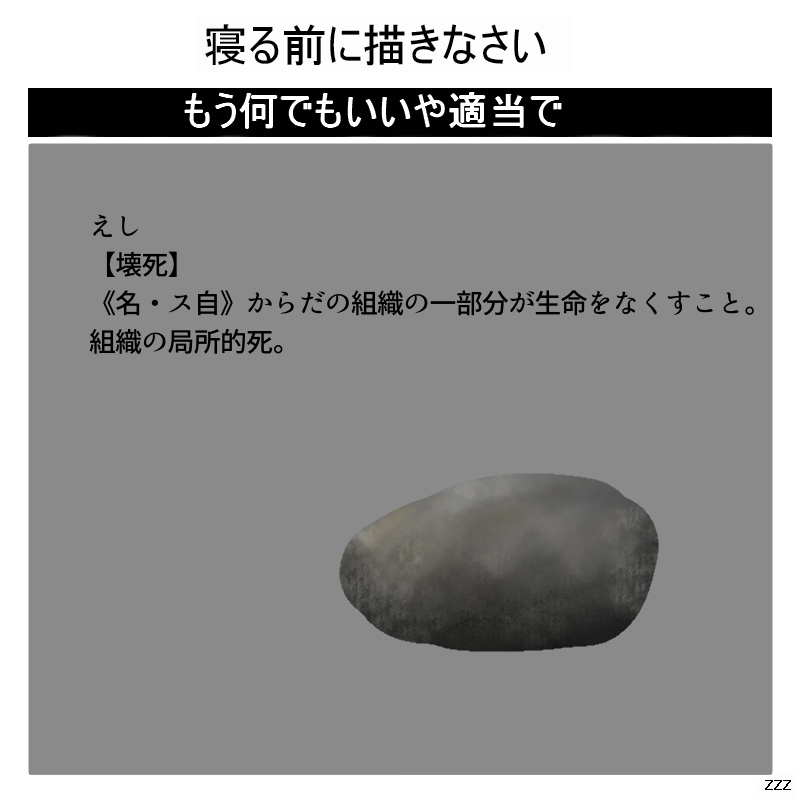 寝る前に描きなさい
もう何でもいいや適当で
えし
【壊死】
《名・ス自》からだの組織の一部分が生命をなくすこと。
組織の局所的死。
zzz